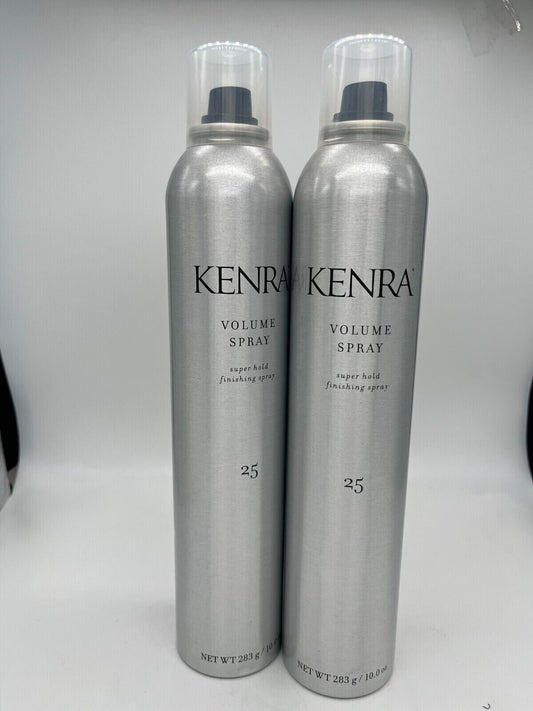 KENRA
VOLUME
SPRAY
super hold
finishing spray
25
NET WT 283 g / 10.0
KENRA
VOLUME
SPRAY
super hold
finishing spray
25
NET WT 283 g / 10.0 oz